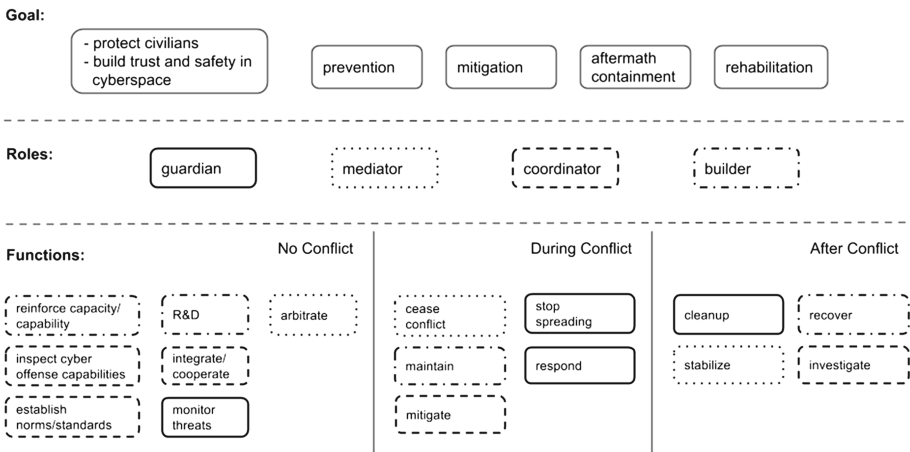 Goal:
- protect civilians
- build trust and safety in
cyberspace
prevention
mitigation
aftermath
containment
rehabilitation
Roles:
guardian
mediator
coordinator
builder
Functions:
No Conflict
During Conflict
After Conflict
reinforce capacity/
capability
R&D
arbitrate
inspect cyber
offense capabilities
integrate/
cooperate
establish
norms/standards
monitor
threats
cease
conflict
stop
spreading
maintain
respond
mitigate
cleanup
recover
stabilize
investigate